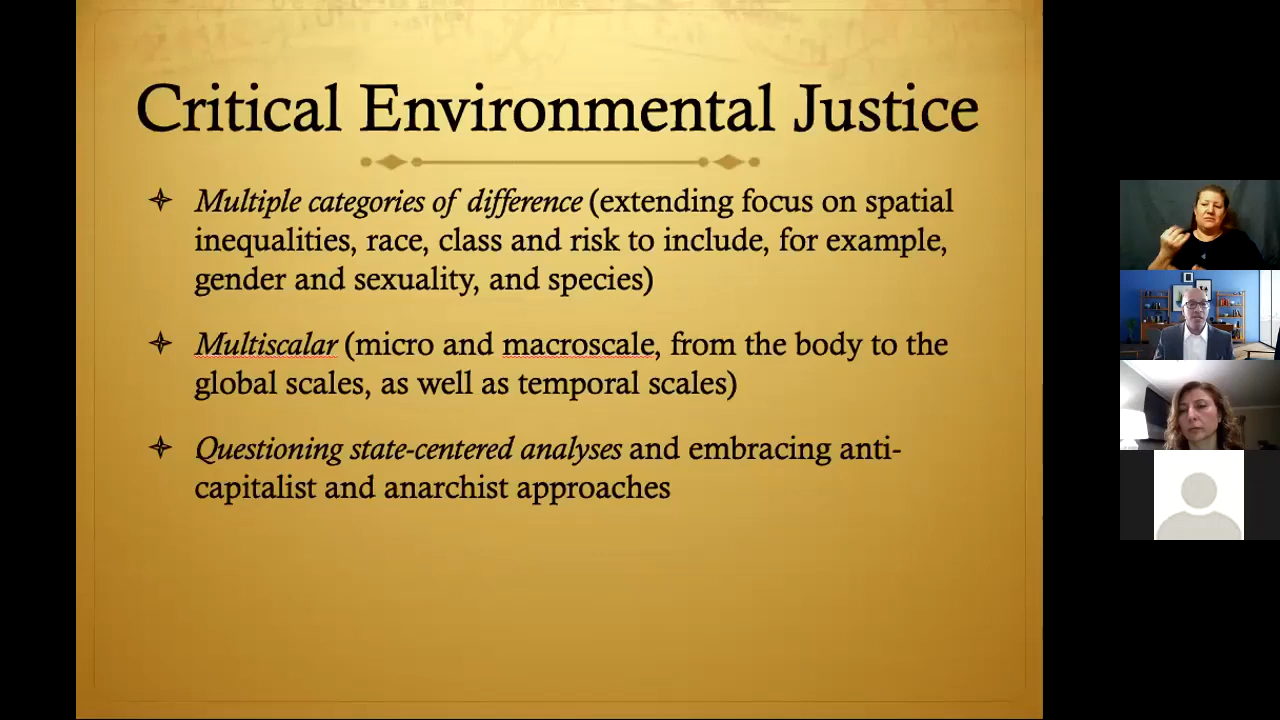 Critical Environmental Justice
Multiple categories of difference (extending focus on spatial
inequalities, race, class and risk to include, for example,
gender and sexuality, and species)
Multiscalar (micro and macroscale, from the body to the
global scales, as well as temporal scales)
Questioning state-centered analyses and embracing anti-
capitalist and anarchist approaches